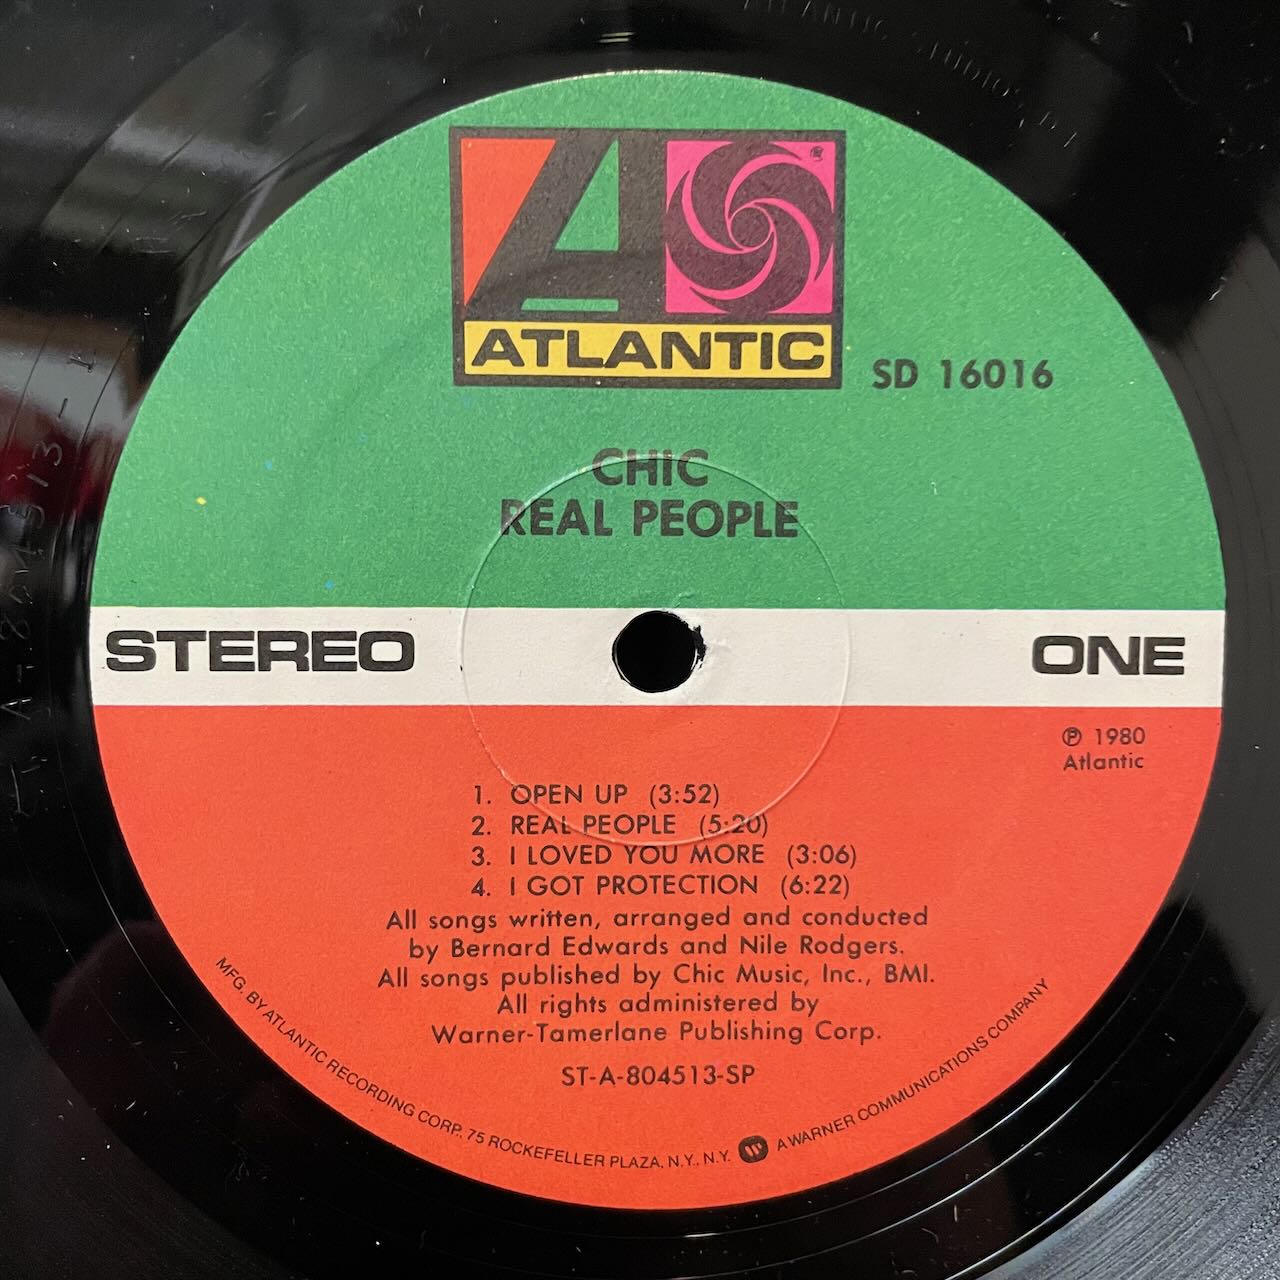 ATLANTIC STUDIOS
ATLANTIC
SD 16016
CHIC
REAL PEOPLE
STEREO
ONE
℗ 1980
Atlantic
1. OPEN UP (3:52)
2. REAL PEOPLE (5:20)
3. I LOVED YOU MORE (3:06)
4. I GOT PROTECTION (6:22)
All songs written, arranged and conducted
by Bernard Edwards and Nile Rodgers.
All songs published by Chic Music, Inc., BMI.
All rights administered by
Warner-Tamerlane Publishing Corp.
ST-A-804513-SP
MFG. BY ATLANTIC RECORDING CORP., 75 ROCKEFELLER PLAZA, N.Y., N.Y. A WARNER COMMUNICATIONS COMPANY